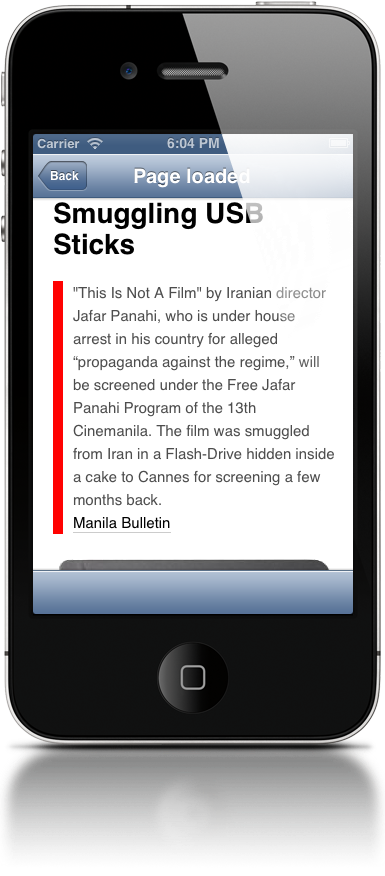 Carrier 6:04 PM
Back Page loaded
Smuggling USB
Sticks
"This Is Not A Film" by Iranian director
Jafar Panahi, who is under house
arrest in his country for alleged
“propaganda against the regime,” will
be screened under the Free Jafar
Panahi Program of the 13th
Cinemanila. The film was smuggled
from Iran in a Flash-Drive hidden inside
a cake to Cannes for screening a few
months back.
Manila Bulletin